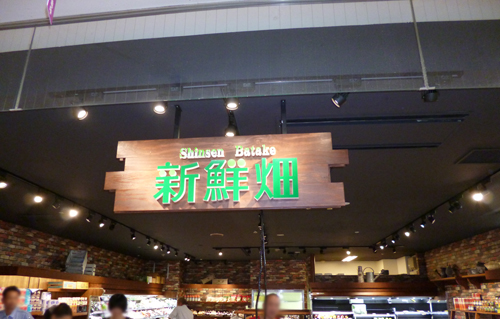 Shinsen Batake
新鮮畑